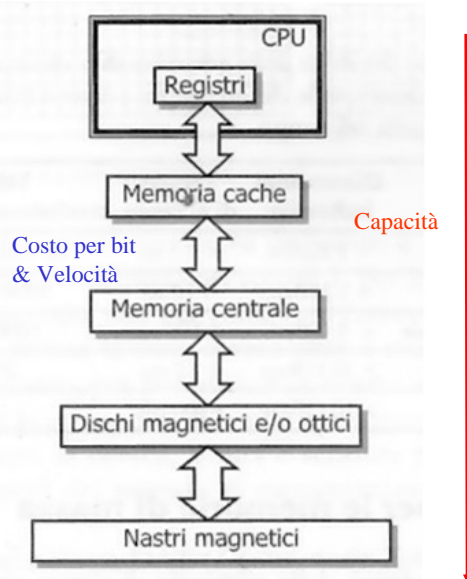 CPU
Registri
Memoria cache
Capacità
Costo per bit
& Velocità
Memoria centrale
Dischi magnetici e/o ottici
Nastri magnetici